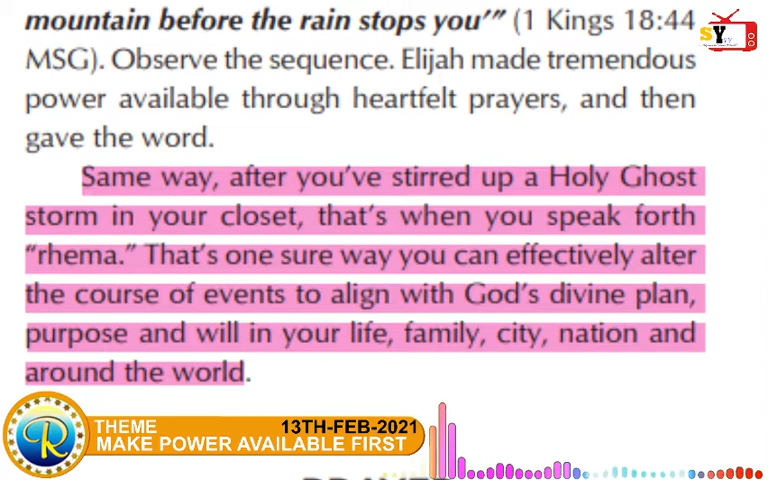 mountain before the rain stops you’” (1 Kings 18:44
MSG). Observe the sequence. Elijah made tremendous
power available through heartfelt prayers, and then
gave the word.
Same way, after you’ve stirred up a Holy Ghost
storm in your closet, that’s when you speak forth
“rhema.” That’s one sure way you can effectively alter
the course of events to align with God’s divine plan,
purpose and will in your life, family, city, nation and
around the world.
THEME 13TH-FEB-2021
MAKE POWER AVAILABLE FIRST
R